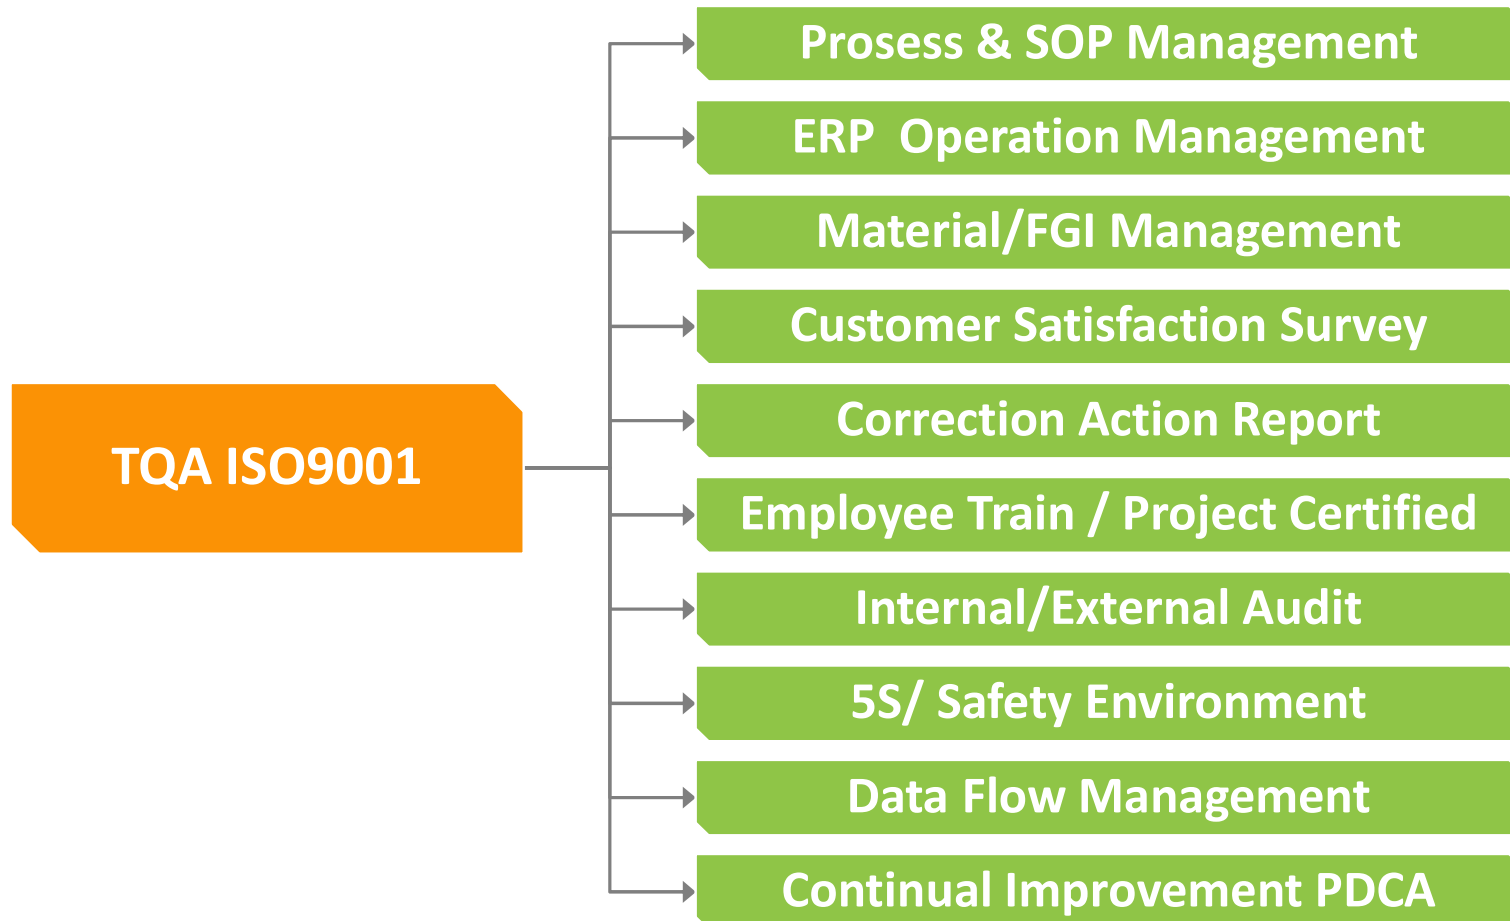 Prosess & SOP Management
ERP  Operation Management
Material/FGI Management
Customer Satisfaction Survey
Correction Action Report
TQA ISO9001
Employee Train / Project Certified
Internal/External Audit
5S/ Safety Environment
Data Flow Management
Continual Improvement PDCA